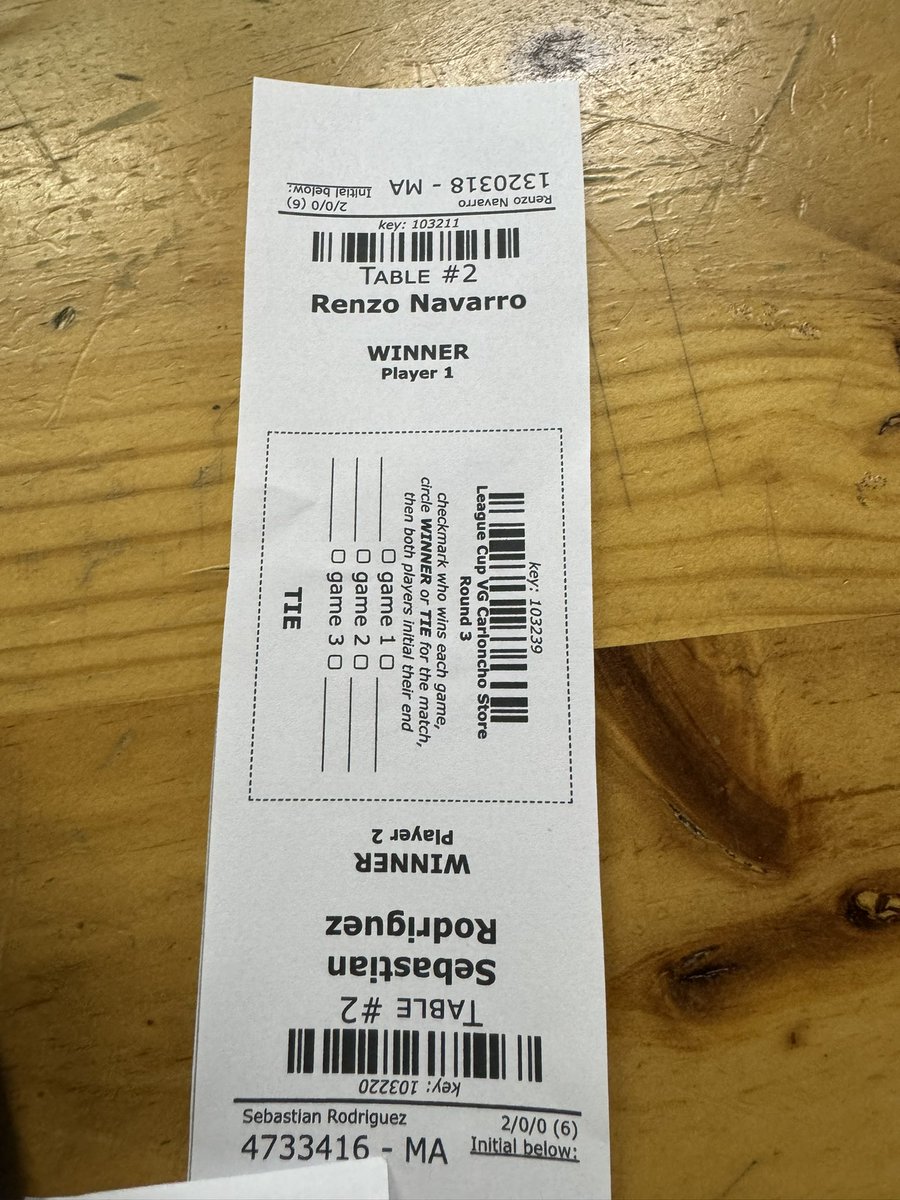 1320318 - MA
Renzo Navarro
2/0/0 (6)
Initial below:
key: 103211
TABLE #2
Renzo Navarro
WINNER
Player 1
key: 103239
League Cup VG Carloncho Store
Round 3
checkmark who wins each game,
circle WINNER or TIE for the match,
then both players initial their end
game 1
game 2
game 3
TIE
Player 2
WINNER
Sebastian
Rodriguez
TABLE #2
key: 103220
Sebastian Rodriguez
2/0/0 (6)
4733416 - MA
Initial below: